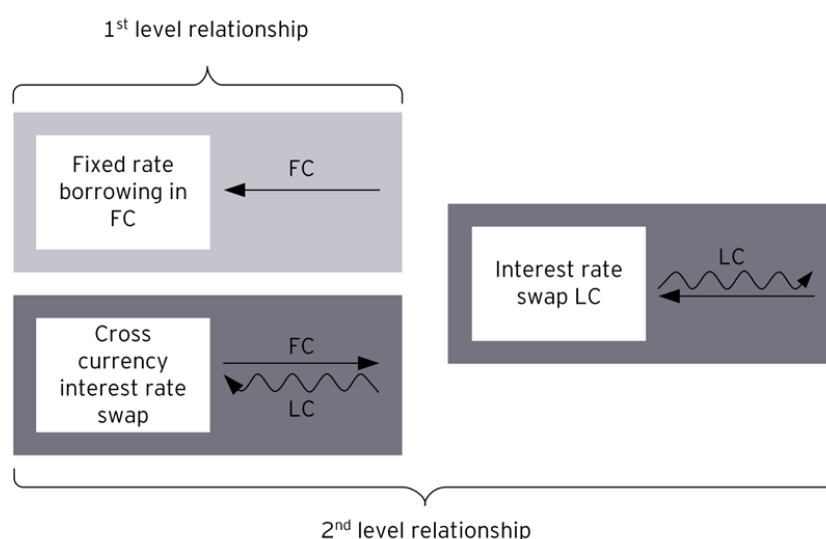 1st level relationship
Fixed rate
borrowing in
FC
FC
Cross
currency
interest rate
swap
FC
LC
Interest rate
swap LC
LC
2nd level relationship